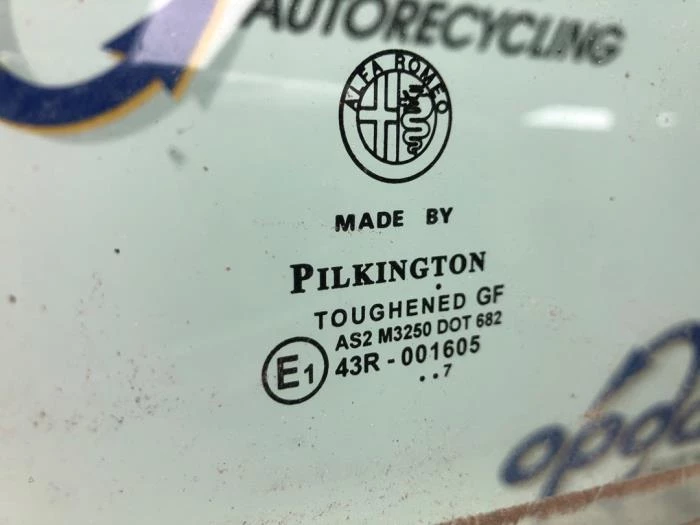 AUTORECYCLING
ALFA ROMEO
MADE BY
PILKINGTON
TOUGHENED GF
AS2 M3250 DOT 682
E1 43R - 001605
..7